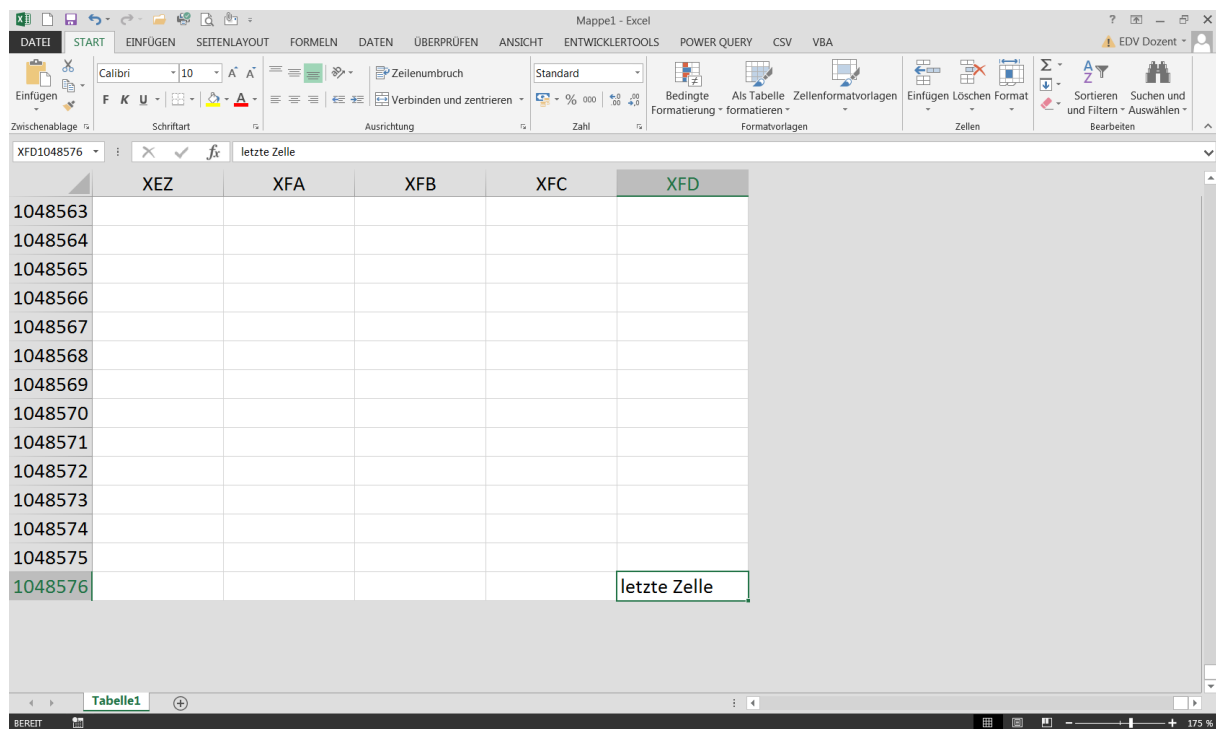 Mappe1 - Excel
?
DATEI START EINFÜGEN SEITENLAYOUT FORMELN DATEN ÜBERPRÜFEN ANSICHT ENTWICKLERTOOLS POWER QUERY CSV VBA EDV Dozent
Einfügen
Calibri 10 A A
Zeilenumbruch
Standard
F K U A
Verbinden und zentrieren
% 000 ,00 ,0
Bedingte Formatierung
Als Tabelle formatieren
Zellenformatvorlagen
Einfügen Löschen Format
Σ
A Z
Sortieren und Filtern
Suchen und Auswählen
Zwischenablage Schriftart Ausrichtung Zahl Formatvorlagen Zellen Bearbeiten
XFD1048576 fx letzte Zelle
XEZ XFA XFB XFC XFD
1048563
1048564
1048565
1048566
1048567
1048568
1048569
1048570
1048571
1048572
1048573
1048574
1048575
1048576 letzte Zelle
Tabelle1
BEREIT 175 %